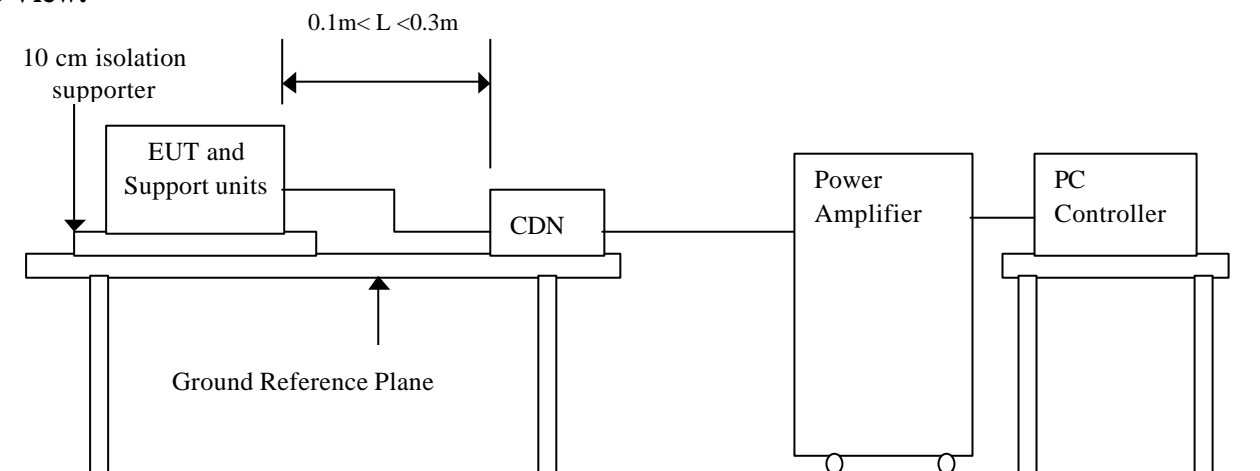 view.
0.1m< L <0.3m
10 cm isolation
supporter
EUT and
Support units
CDN
Power
Amplifier
PC
Controller
Ground Reference Plane